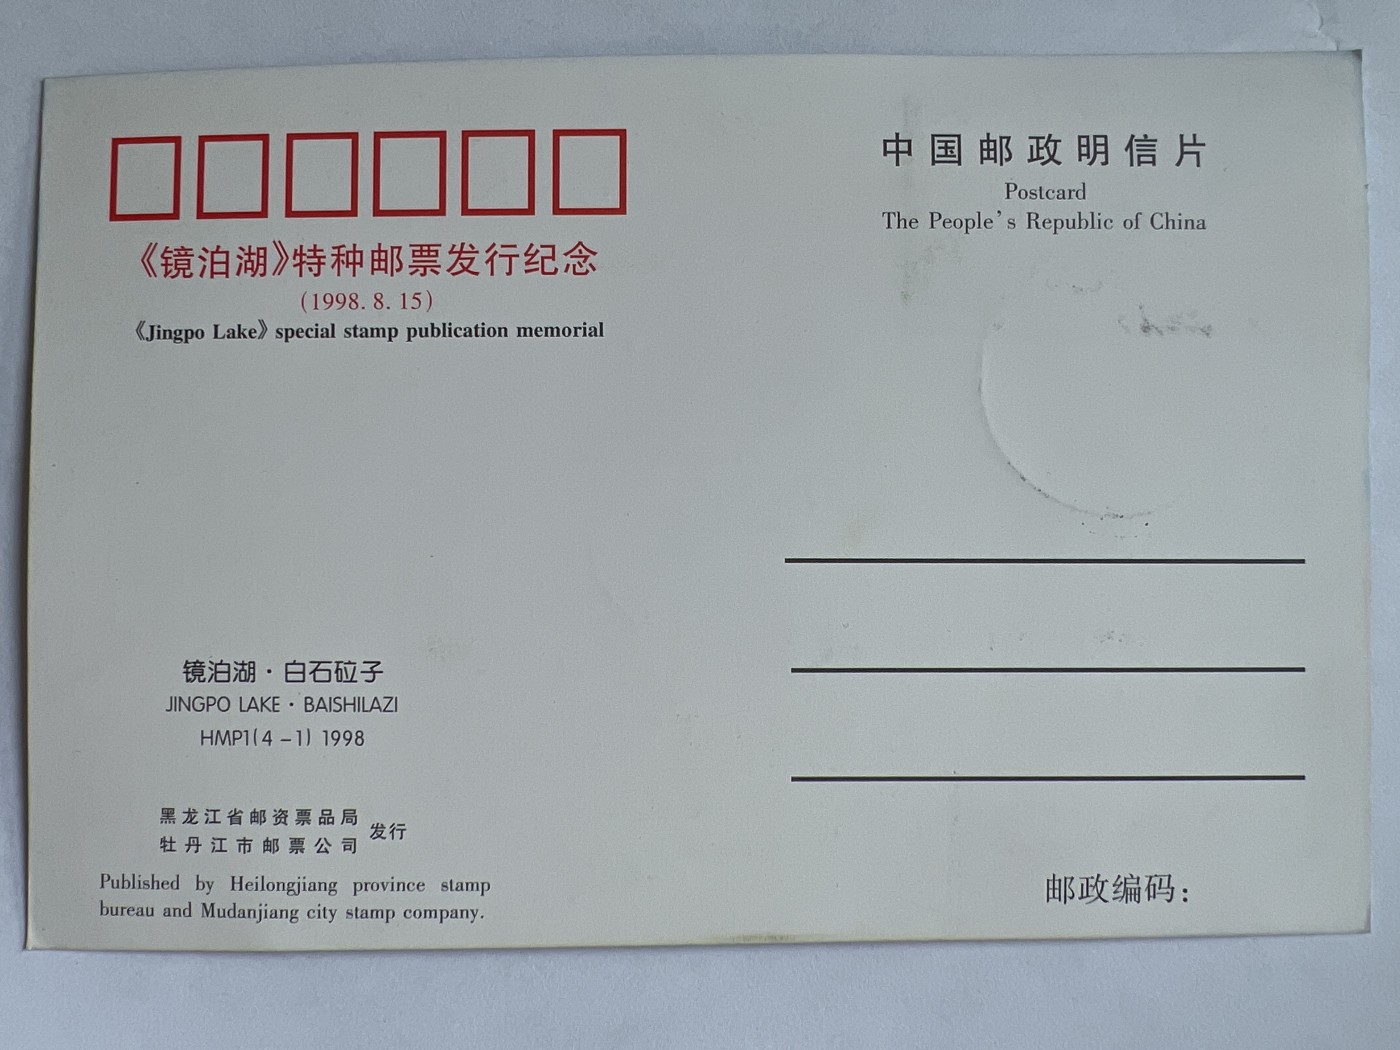 《镜泊湖》特种邮票发行纪念
(1998. 8. 15)
《Jingpo Lake》special stamp publication memorial
中国邮政明信片
Postcard
The People's Republic of China
镜泊湖·白石砬子
JINGPO LAKE · BAISHILAZI
HMP1(4 –1) 1998
黑龙江省邮资票品局
牡丹江市邮票公司
发行
Published by Heilongjiang province stamp
bureau and Mudanjiang city stamp company.
邮政编码: